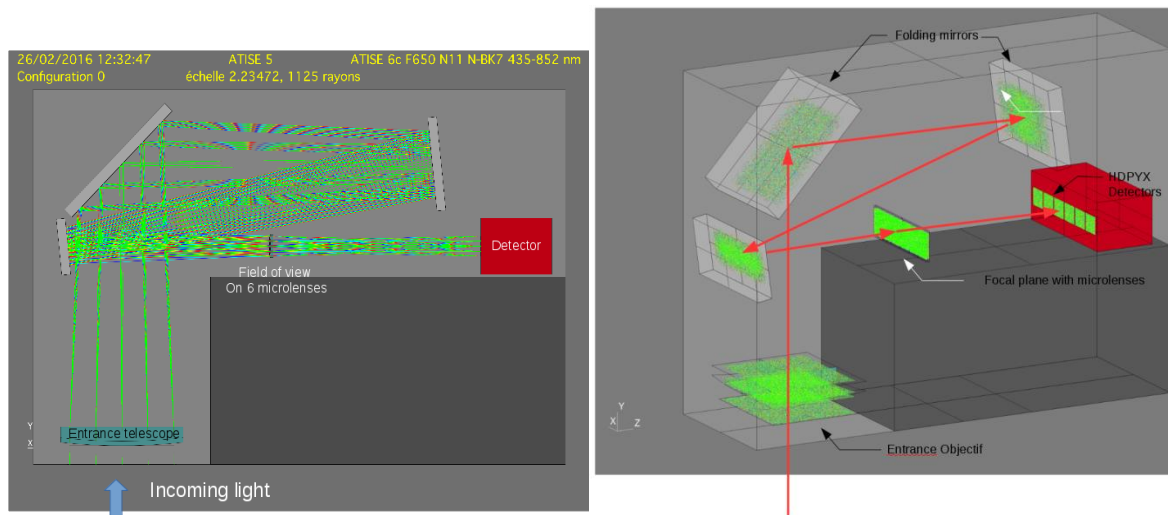 26/02/2016 12:32:47 ATISE 5 ATISE 6c F650 N11 N-BK7 435-852 nm
Configuration 0 échelle 2.23472, 1125 rayons
Detector
Field of view
On 6 microlenses
Entrance telescope
Y
X
Incoming light
Folding mirrors
HDPYX
Detectors
Focal plane with microlenses
Y
X Z
Entrance Objectif